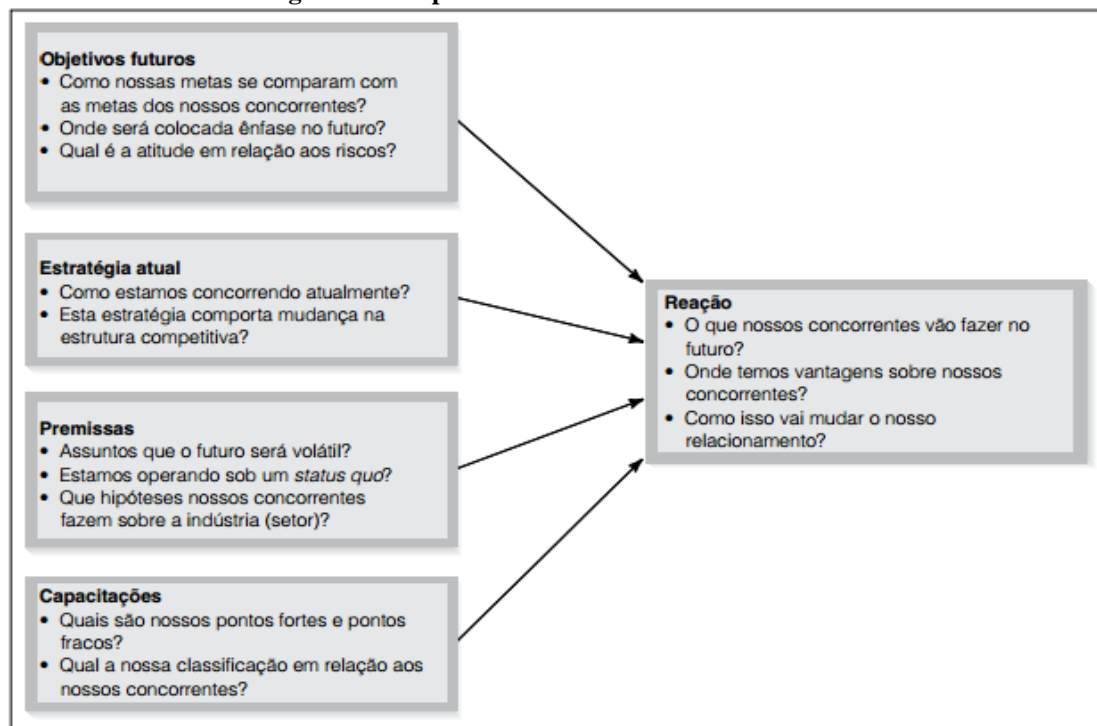 Objetivos futuros
• Como nossas metas se comparam com
as metas dos nossos concorrentes?
• Onde será colocada ênfase no futuro?
• Qual é a atitude em relação aos riscos?
Estratégia atual
• Como estamos concorrendo atualmente?
• Esta estratégia comporta mudança na
estrutura competitiva?
Premissas
• Assuntos que o futuro será volátil?
• Estamos operando sob um status quo?
• Que hipóteses nossos concorrentes
fazem sobre a indústria (setor)?
Capacitações
• Quais são nossos pontos fortes e pontos
fracos?
• Qual a nossa classificação em relação aos
nossos concorrentes?
Reação
• O que nossos concorrentes vão fazer no
futuro?
• Onde temos vantagens sobre nossos
concorrentes?
• Como isso vai mudar o nosso
relacionamento?